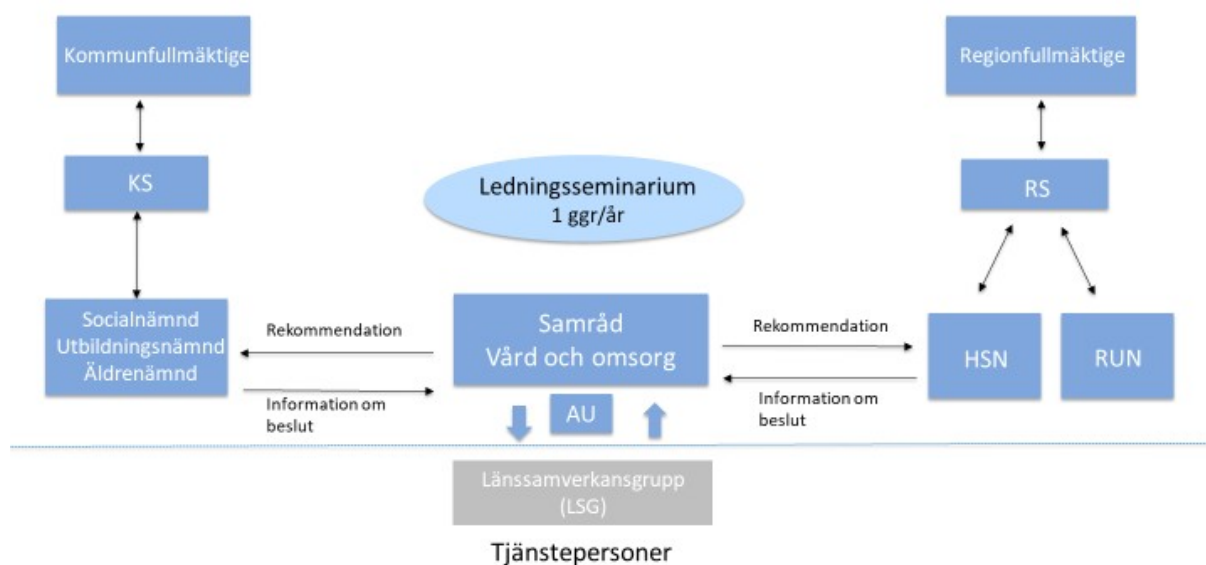 Kommunfullmäktige
Regionfullmäktige
KS
RS
Ledningsseminarium
1 ggr/år
Socialnämnd
Utbildningsnämnd
Äldrenämnd
Rekommendation
Information om
beslut
Samråd
Vård och omsorg
AU
Rekommendation
Information om
beslut
HSN
RUN
Länssamverkansgrupp
(LSG)
Tjänstepersoner